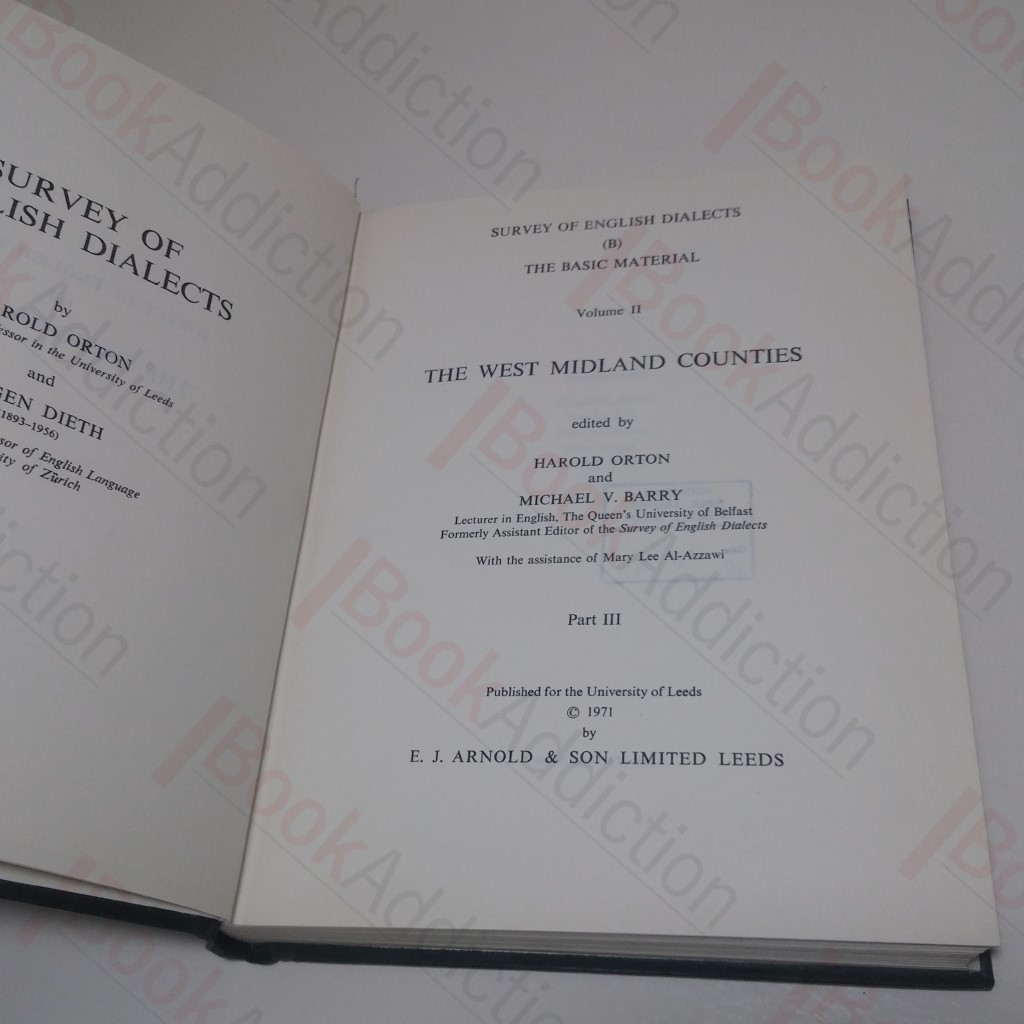 SURVEY OF
LISH DIALECTS
by
ROLD ORTON
essor in the University of Leeds
and
GEN DIETH
(1893–1956)
sor of English Language
ity of Zürich
SURVEY OF ENGLISH DIALECTS
(B)
THE BASIC MATERIAL
Volume II
THE WEST MIDLAND COUNTIES
edited by
HAROLD ORTON
and
MICHAEL V. BARRY
Lecturer in English, The Queen's University of Belfast
Formerly Assistant Editor of the Survey of English Dialects
With the assistance of Mary Lee Al-Azzawi
Part III
Published for the University of Leeds
© 1971
by
E. J. ARNOLD & SON LIMITED LEEDS
BookAddiction